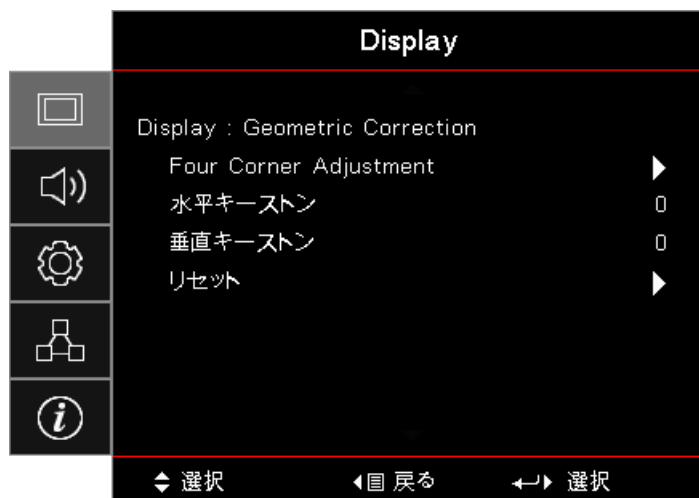 Display
Display : Geometric Correction
Four Corner Adjustment
水平キーストン 0
垂直キーストン 0
リセット
選択 戻る 選択